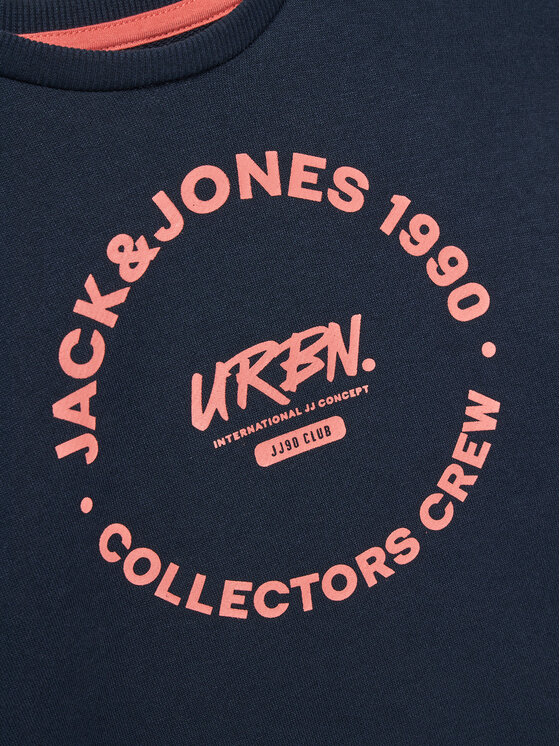 JACK&JONES 1990
URBN.
INTERNATIONAL JJ CONCEPT
JJ90 CLUB
COLLECTORS CREW